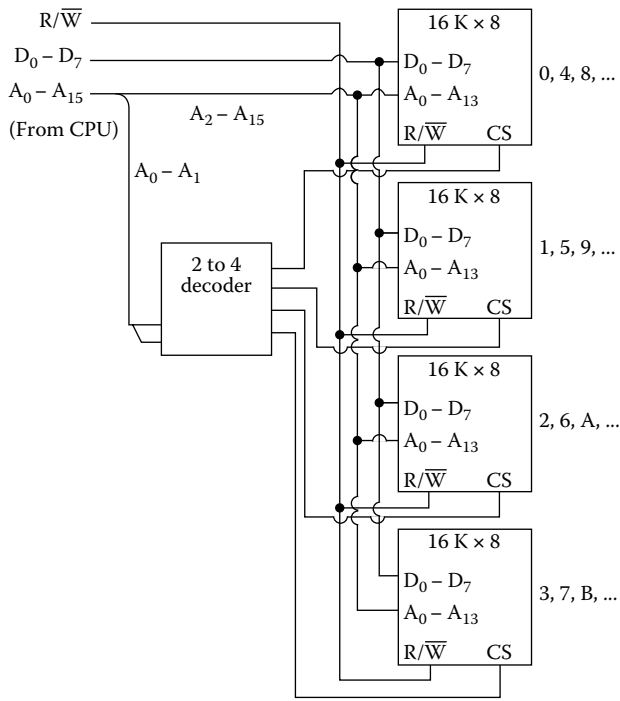 R/W̅
D₀ – D₇
A₀ – A₁₅
(From CPU)
A₂ – A₁₅
A₀ – A₁
2 to 4
decoder
16 K × 8
D₀ – D₇
A₀ – A₁₃
R/W̅ CS
0, 4, 8, ...
16 K × 8
D₀ – D₇
A₀ – A₁₃
R/W̅ CS
1, 5, 9, ...
16 K × 8
D₀ – D₇
A₀ – A₁₃
R/W̅ CS
2, 6, A, ...
16 K × 8
D₀ – D₇
A₀ – A₁₃
R/W̅ CS
3, 7, B, ...